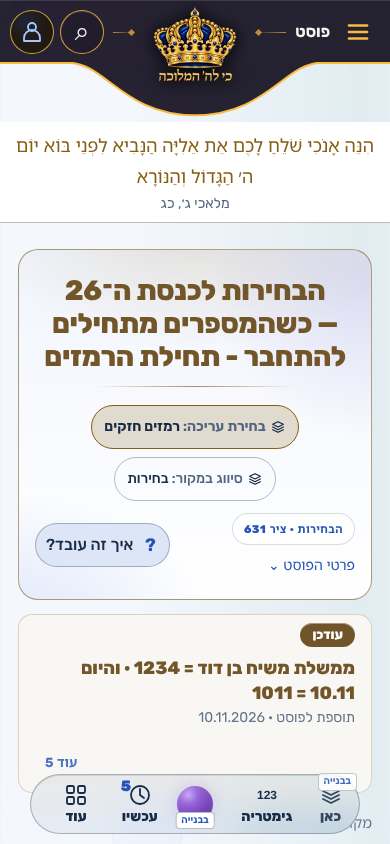 פוסט
כי לה' המלוכה
הִנֵּה אָנֹכִי שֹׁלֵחַ לָכֶם אֵת אֵלִיָּה הַנָּבִיא לִפְנֵי בּוֹא יוֹם
ה׳ הַגָּדוֹל וְהַנּוֹרָא
מלאכי ג׳, כג
הבחירות לכנסת ה־26
— כשהמספרים מתחילים
להתחבר - תחילת הרמזים
בחירת עריכה: רמזים חזקים
סיווג במקור: בחירות
הבחירות · ציר 631
? איך זה עובד?
פרטי הפוסט
עודכן
ממשלת משיח בן דוד = 1234 · והיום
10.11 = 1011
תוספת לפוסט · 10.11.2026
עוד 5
בבנייה
כאן
123
גימטריה
בבנייה
5
עכשיו
עוד